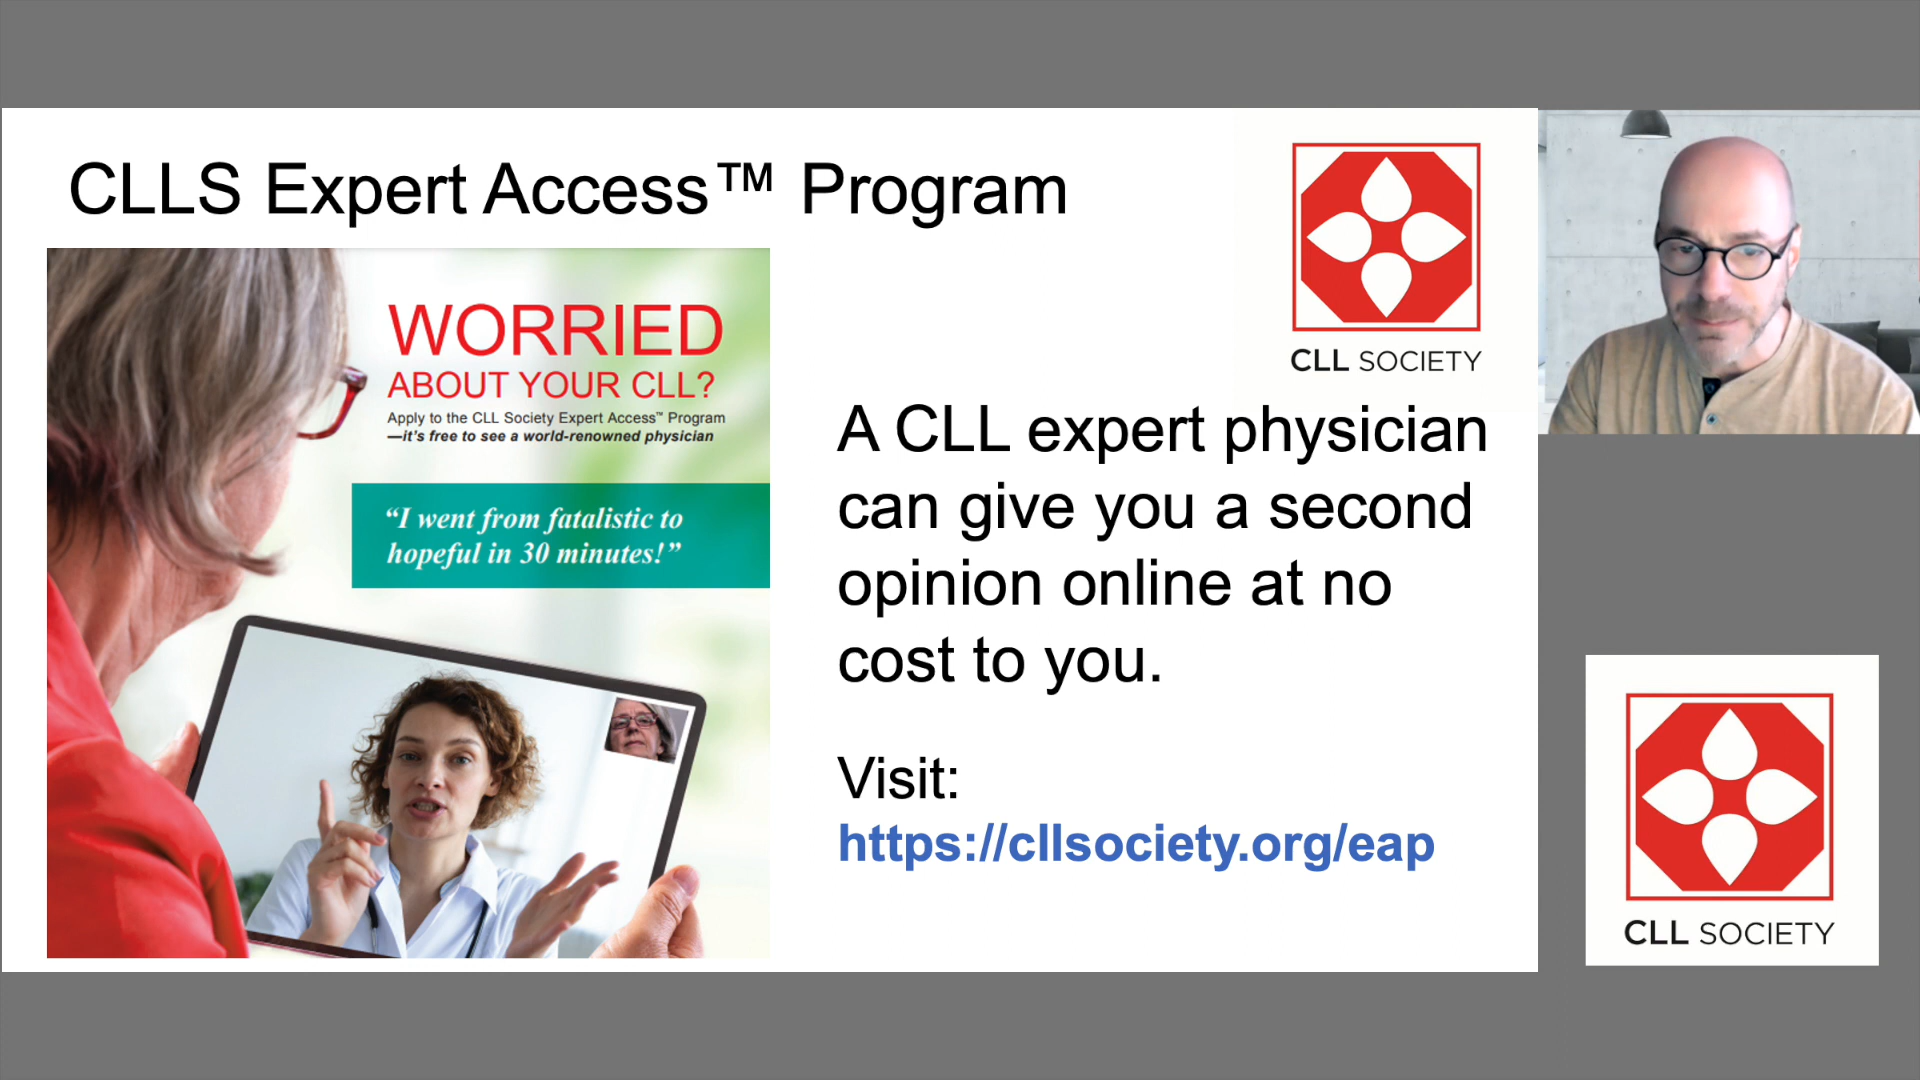 CLLS Expert Access™ Program
WORRIED
ABOUT YOUR CLL?
Apply to the CLL Society Expert Access™ Program
—it's free to see a world-renowned physician
“I went from fatalistic to
hopeful in 30 minutes!”
CLL SOCIETY
A CLL expert physician
can give you a second
opinion online at no
cost to you.
Visit:
https://cllsociety.org/eap
CLL SOCIETY